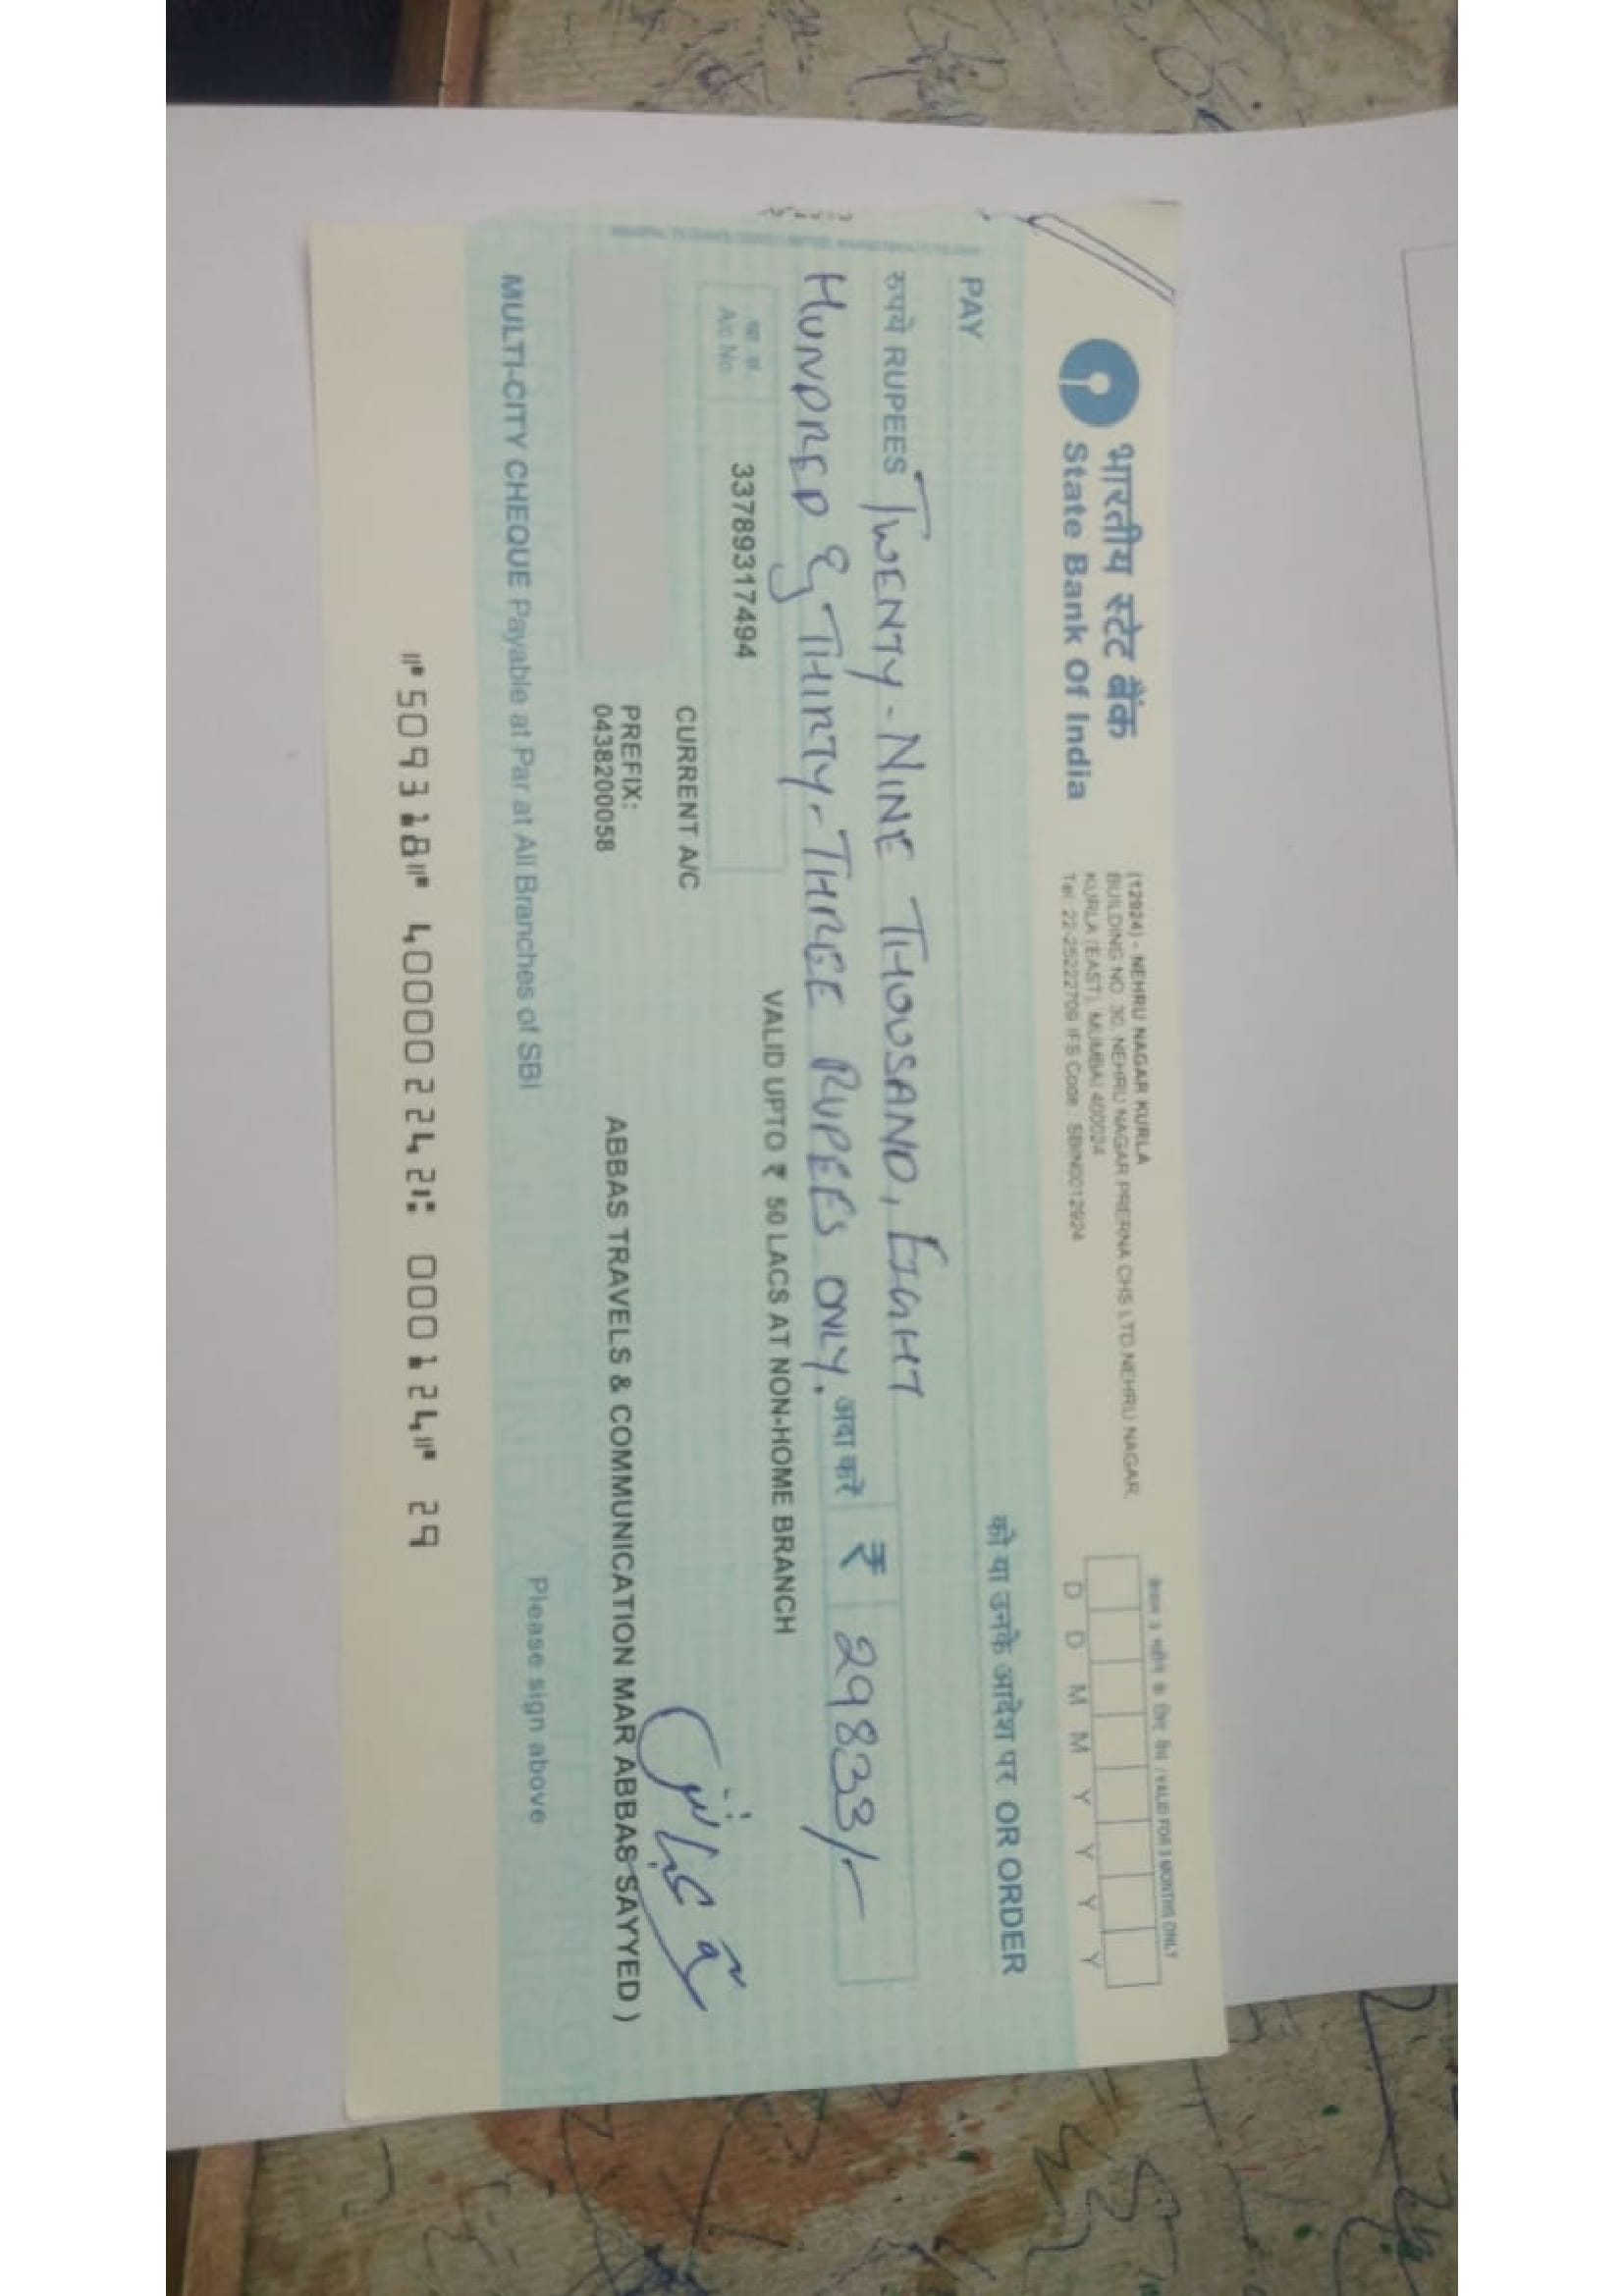 भारतीय स्टेट बैंक
State Bank Of India
(12924) - NEHRU NAGAR KURLA
BUILDING NO. 30, NEHRU NAGAR PRERNA CHS LTD,NEHRU NAGAR,
KURLA (EAST), MUMBAI 400024
Tel: 22-25222709 IFS Code : SBIN0012924
केवल 3 महीने के लिए वैध / VALID FOR 3 MONTHS ONLY
D D M M Y Y Y Y
PAY
को या उनके आदेश पर OR ORDER
रुपये RUPEES TWENTY-NINE THOUSAND, EIGHT
HUNDRED & THIRTY-THREE RUPEES ONLY. अदा करें ₹ 29833/-
खा. सं.
A/c No.
33789317494
VALID UPTO ₹ 50 LACS AT NON-HOME BRANCH
CURRENT A/C
PREFIX:
0438200058
ABBAS TRAVELS & COMMUNICATION MAR ABBAS SAYYED )
MULTI-CITY CHEQUE Payable at Par at All Branches of SBI
Please sign above
⑈509318⑈ 400002242⑆ 000124⑈ 29